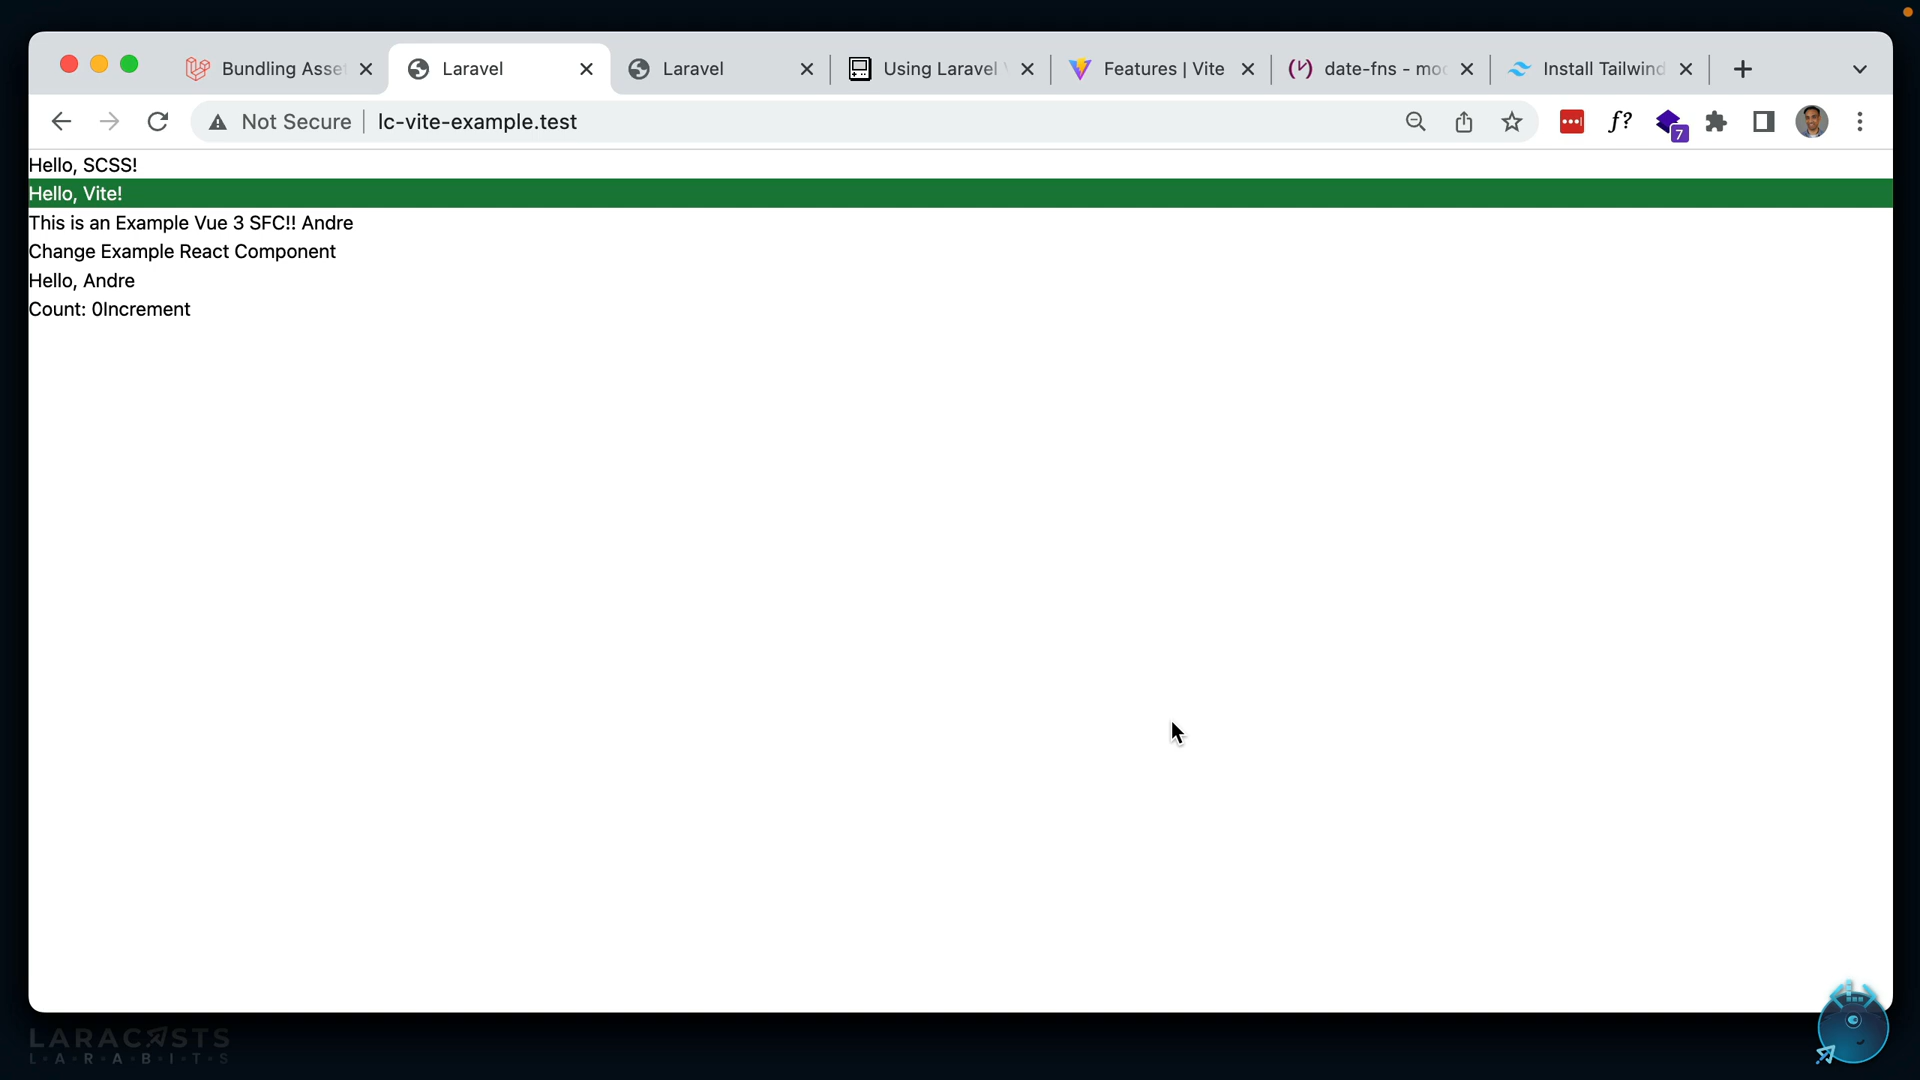 Bundling Asse
Laravel
Laravel
Using Laravel
Features | Vite
date-fns - mo
Install Tailwind
Not Secure
lc-vite-example.test
f?
7
Hello, SCSS!
Hello, Vite!
This is an Example Vue 3 SFC!! Andre
Change Example React Component
Hello, Andre
Count: 0Increment
LARACASTS
L·A·R·A·B·I·T·S